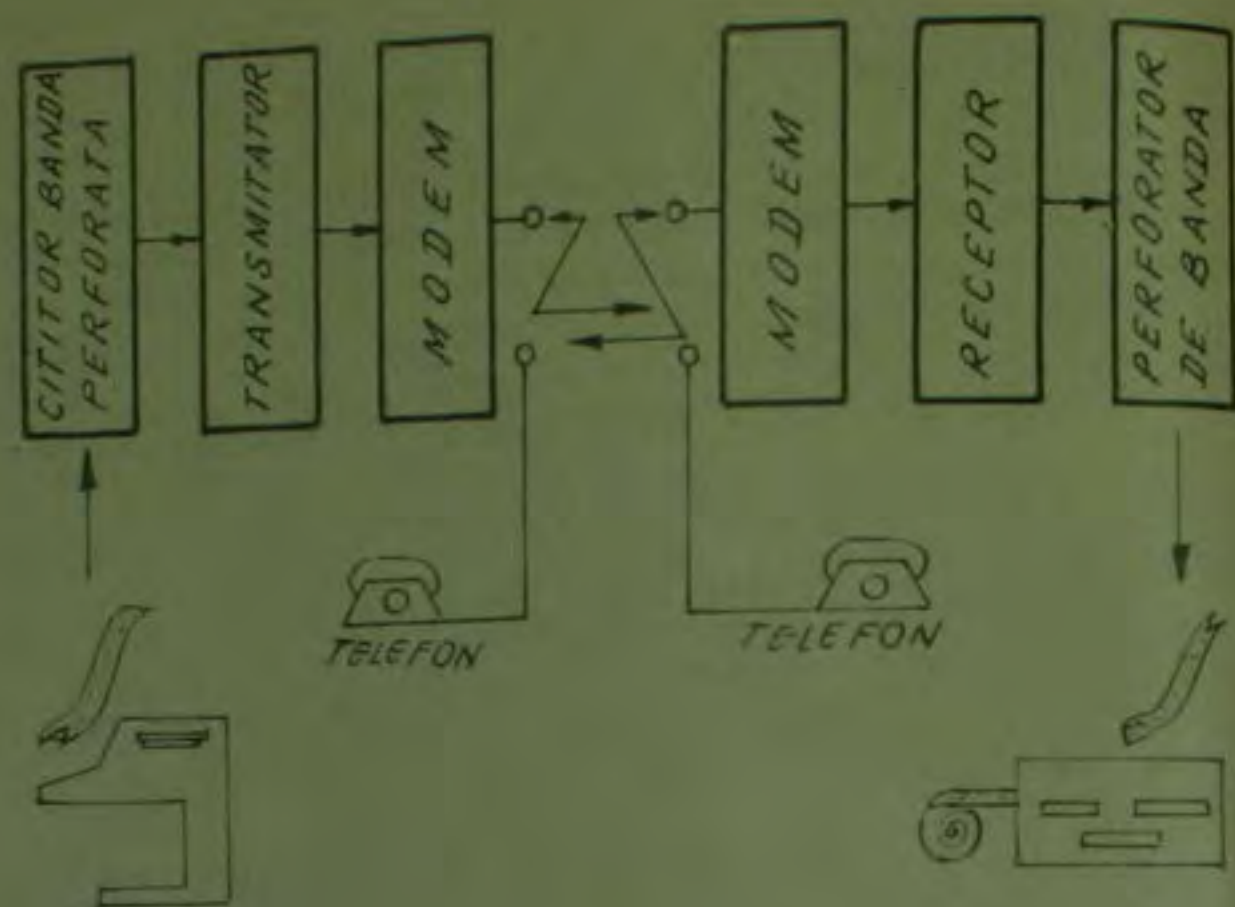 CITITOR BANDA
PERFORATA
TRANSMITATOR
MODEM
MODEM
RECEPTOR
PERFORATOR
DE BANDA
TELEFON
TELEFON